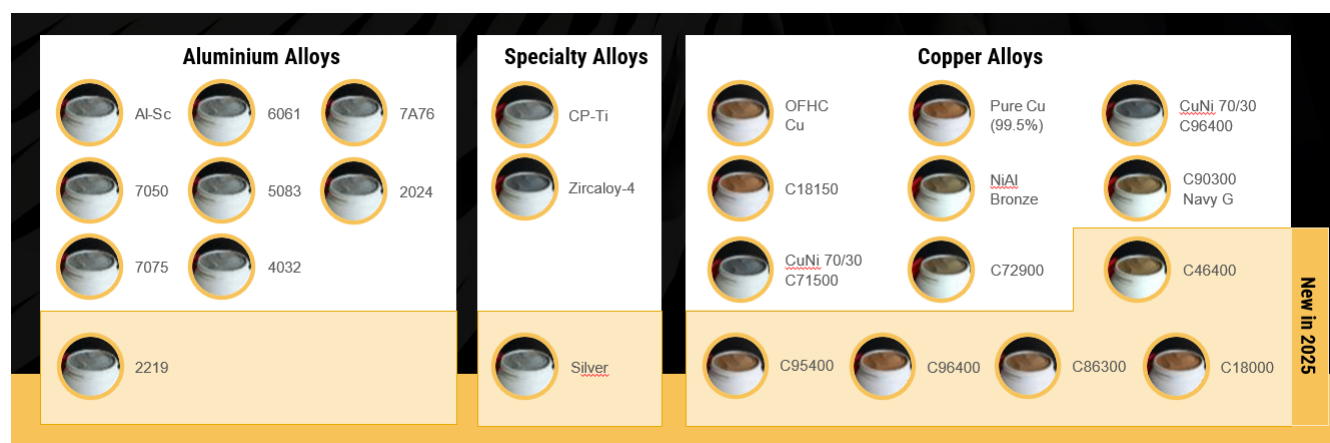 Aluminium Alloys
Al-Sc
6061
7A76
7050
5083
2024
7075
4032
2219
Specialty Alloys
CP-Ti
Zircaloy-4
Silver
Copper Alloys
OFHC
Cu
Pure Cu
(99.5%)
CuNi 70/30
C96400
C18150
NiAl
Bronze
C90300
Navy G
CuNi 70/30
C71500
C72900
C46400
C95400
C96400
C86300
C18000
New in 2025